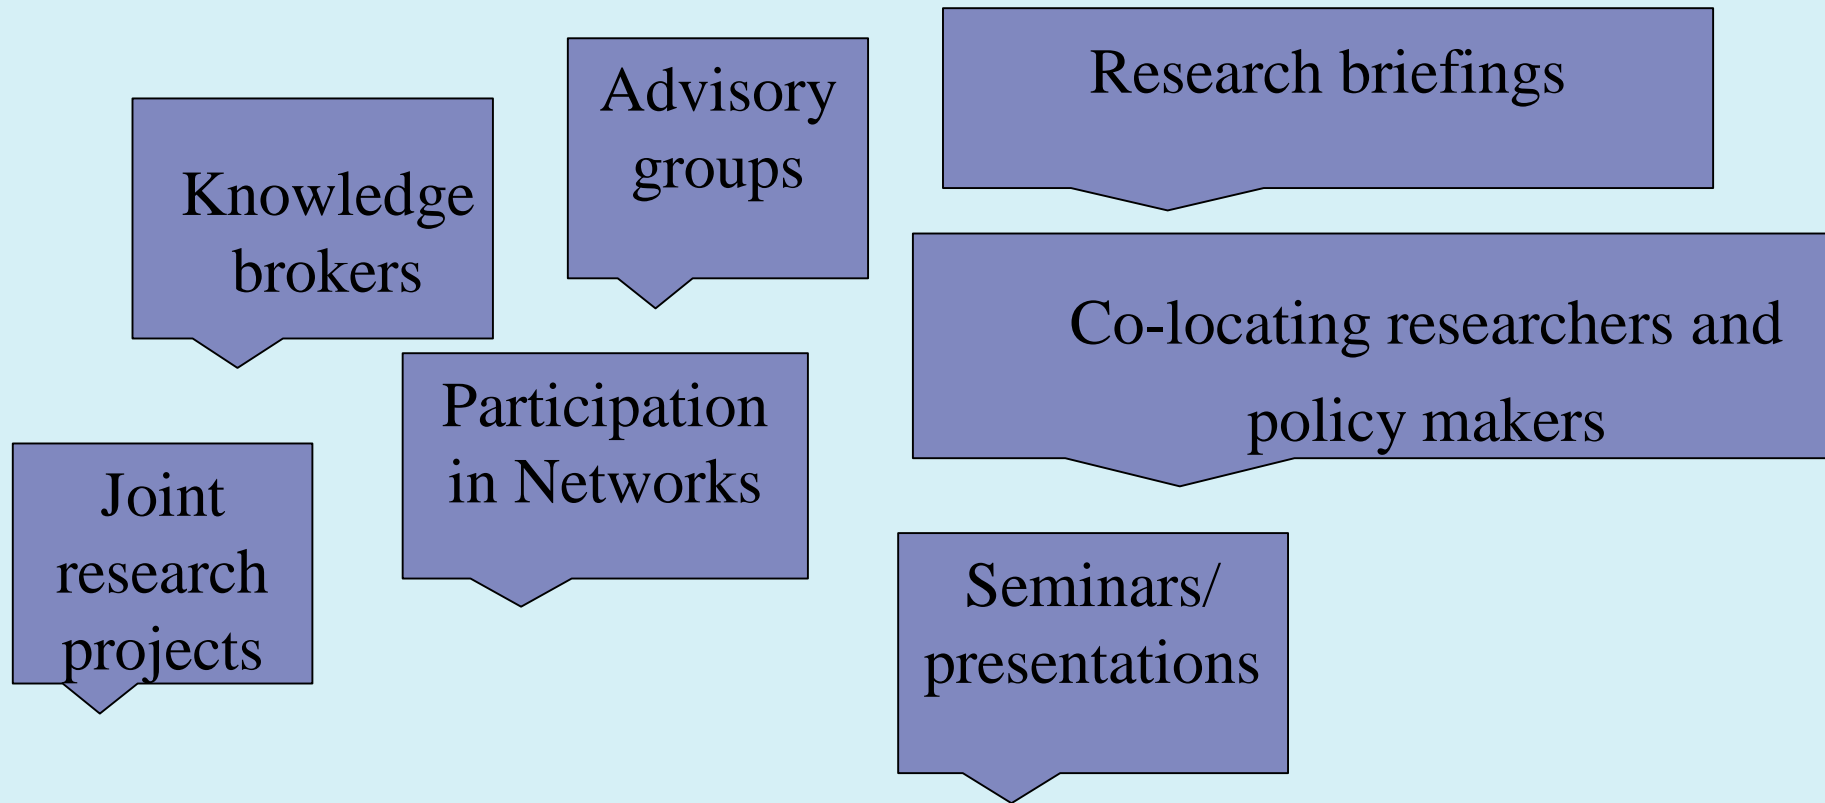 Knowledge
brokers
Advisory
groups
Research briefings
Co-locating researchers and
policy makers
Participation
in Networks
Joint
research
projects
Seminars/
presentations